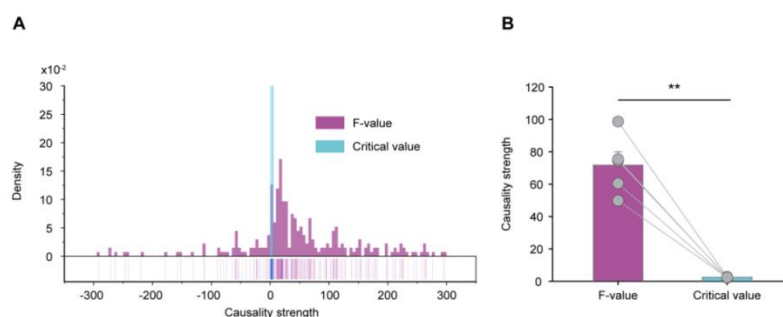 A
B
x10⁻²
30
25
20
15
10
5
0
Density
F-value
Critical value
-300
-200
-100
0
100
200
300
Causality strength
**
120
100
80
60
40
20
0
Causality strength
F-value
Critical value